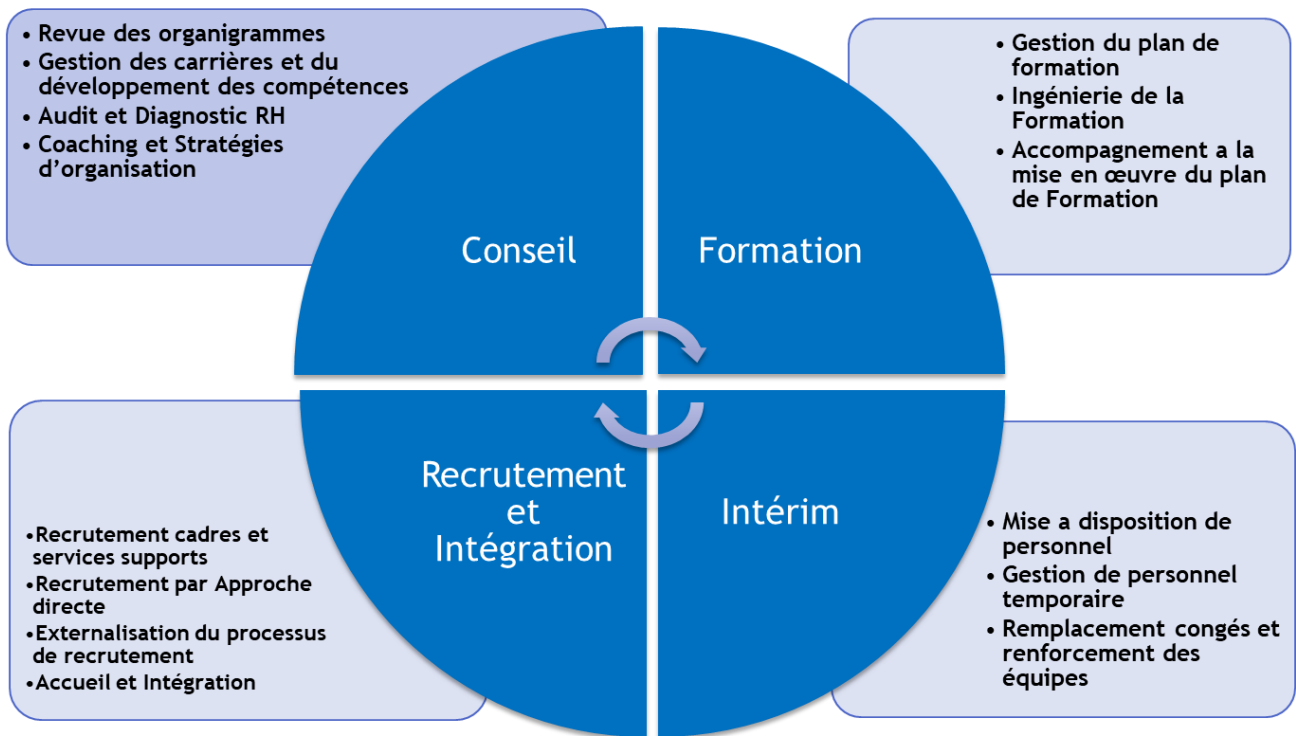 • Revue des organigrammes
• Gestion des carrières et du
développement des compétences
• Audit et Diagnostic RH
• Coaching et Stratégies
d’organisation
• Gestion du plan de
formation
• Ingénierie de la
Formation
• Accompagnement a la
mise en œuvre du plan
de Formation
Conseil
Formation
Recrutement
et
Intégration
Intérim
•Recrutement cadres et
services supports
•Recrutement par Approche
directe
•Externalisation du processus
de recrutement
•Accueil et Intégration
• Mise a disposition de
personnel
• Gestion de personnel
temporaire
• Remplacement congés et
renforcement des
équipes